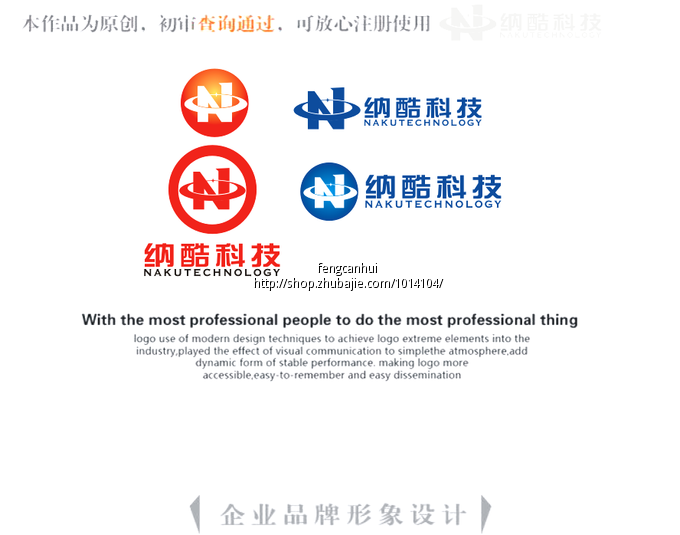 本作品为原创，初审查询通过，可放心注册使用
纳酷科技
纳酷科技
NAKUTECHNOLOGY
纳酷科技
NAKUTECHNOLOGY
纳酷科技
NAKUTECHNOLOGY
fengcanhui
http://shop.zhubajie.com/1014104/
With the most professional people to do the most professional thing
logo use of modern design techniques to achieve logo extreme elements into the
industry,played the effect of visual communication to simplethe atmosphere,add
dynamic form of stable performance. making logo more
accessible,easy-to-remember and easy dissemination
企业品牌形象设计